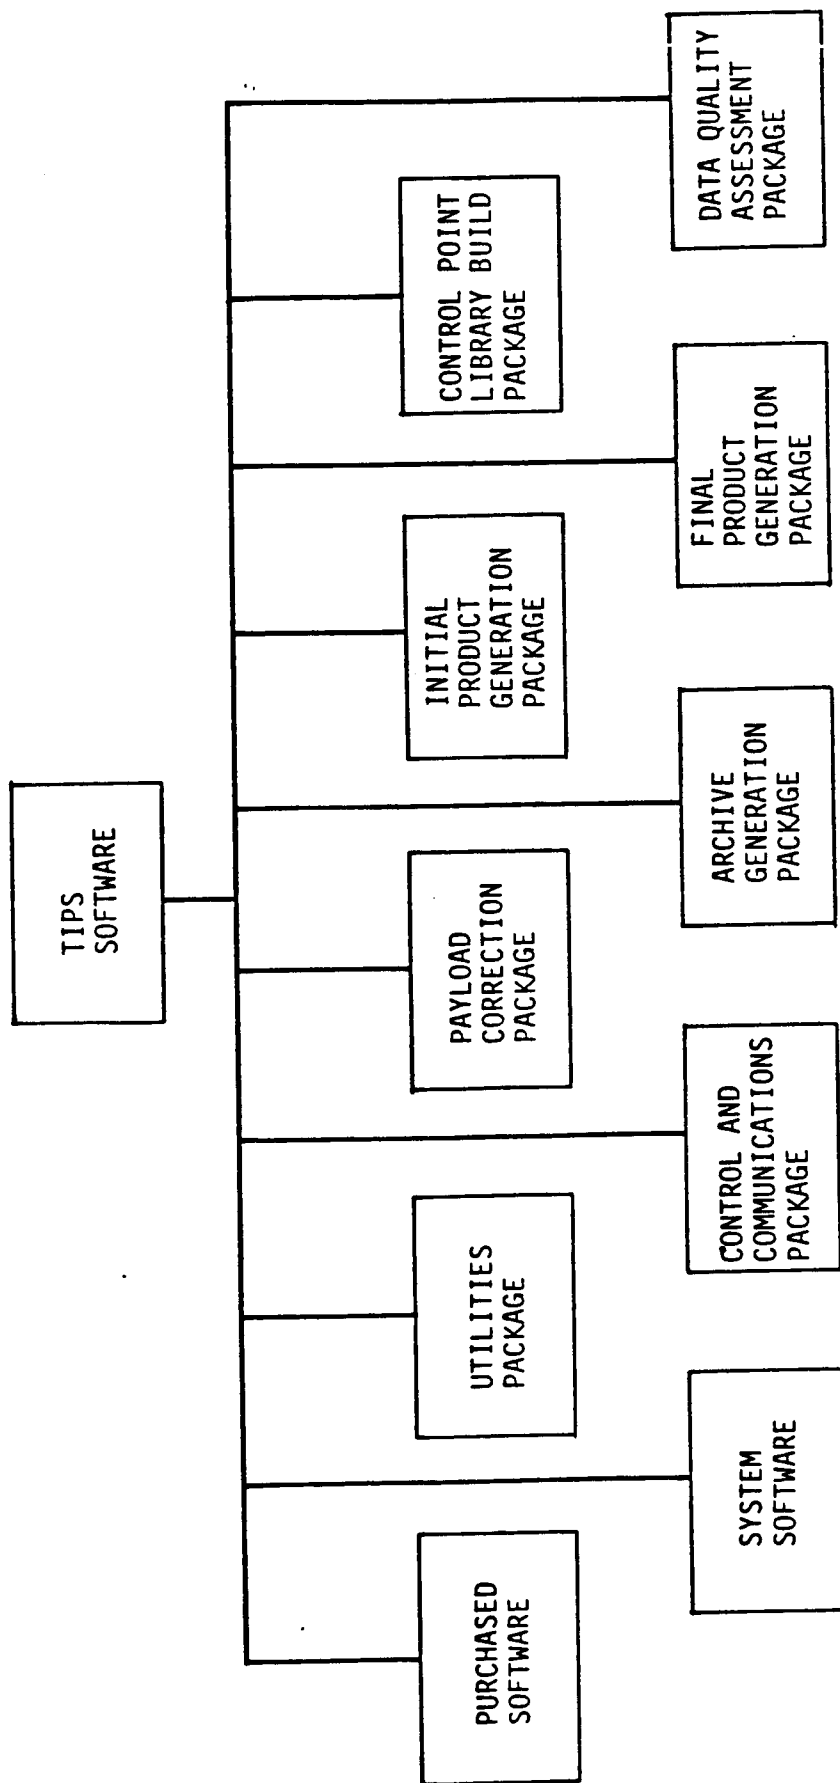 TIPS
SOFTWARE
PURCHASED
SOFTWARE
UTILITIES
PACKAGE
PAYLOAD
CORRECTION
PACKAGE
INITIAL
PRODUCT
GENERATION
PACKAGE
CONTROL POINT
LIBRARY BUILD
PACKAGE
SYSTEM
SOFTWARE
CONTROL AND
COMMUNICATIONS
PACKAGE
ARCHIVE
GENERATION
PACKAGE
FINAL
PRODUCT
GENERATION
PACKAGE
DATA QUALITY
ASSESSMENT
PACKAGE